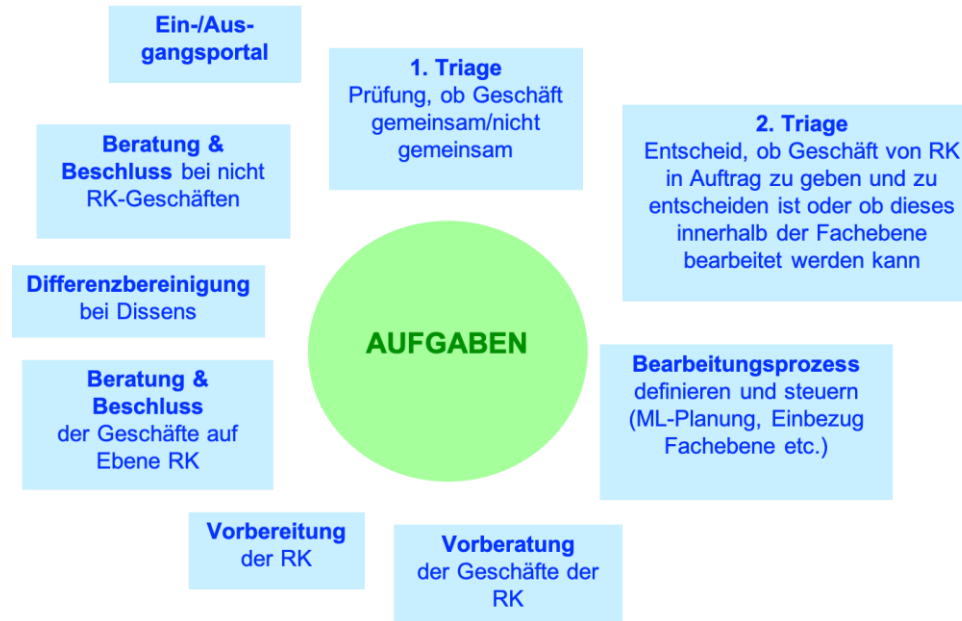 Ein-/Aus-
gangsportal
1. Triage
Prüfung, ob Geschäft
gemeinsam/nicht
gemeinsam
2. Triage
Entscheid, ob Geschäft von RK
in Auftrag zu geben und zu
entscheiden ist oder ob dieses
innerhalb der Fachebene
bearbeitet werden kann
Beratung &
Beschluss bei nicht
RK-Geschäften
Differenzbereinigung
bei Dissens
AUFGABEN
Bearbeitungsprozess
definieren und steuern
(ML-Planung, Einbezug
Fachebene etc.)
Beratung &
Beschluss
der Geschäfte auf
Ebene RK
Vorbereitung
der RK
Vorberatung
der Geschäfte der
RK